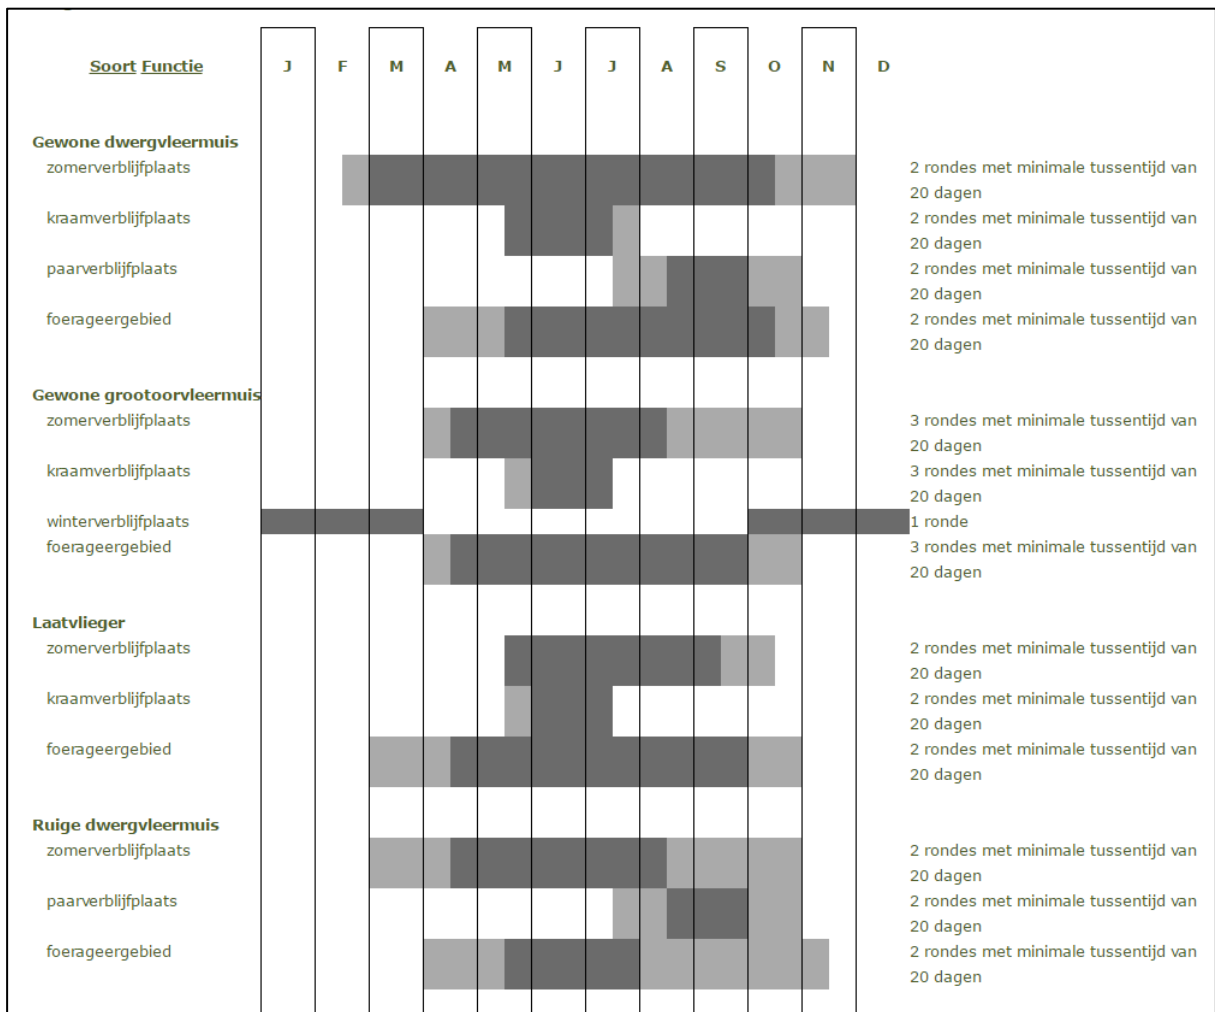 Soort Functie J F M A M J J A S O N D
Gewone dwergvleermuis
zomerverblijfplaats 2 rondes met minimale tussentijd van
20 dagen
kraamverblijfplaats 2 rondes met minimale tussentijd van
20 dagen
paarverblijfplaats 2 rondes met minimale tussentijd van
20 dagen
foerageergebied 2 rondes met minimale tussentijd van
20 dagen
Gewone grootoorvleermuis
zomerverblijfplaats 3 rondes met minimale tussentijd van
20 dagen
kraamverblijfplaats 3 rondes met minimale tussentijd van
20 dagen
winterverblijfplaats 1 ronde
foerageergebied 3 rondes met minimale tussentijd van
20 dagen
Laatvlieger
zomerverblijfplaats 2 rondes met minimale tussentijd van
20 dagen
kraamverblijfplaats 2 rondes met minimale tussentijd van
20 dagen
foerageergebied 2 rondes met minimale tussentijd van
20 dagen
Ruige dwergvleermuis
zomerverblijfplaats 2 rondes met minimale tussentijd van
20 dagen
paarverblijfplaats 2 rondes met minimale tussentijd van
20 dagen
foerageergebied 2 rondes met minimale tussentijd van
20 dagen